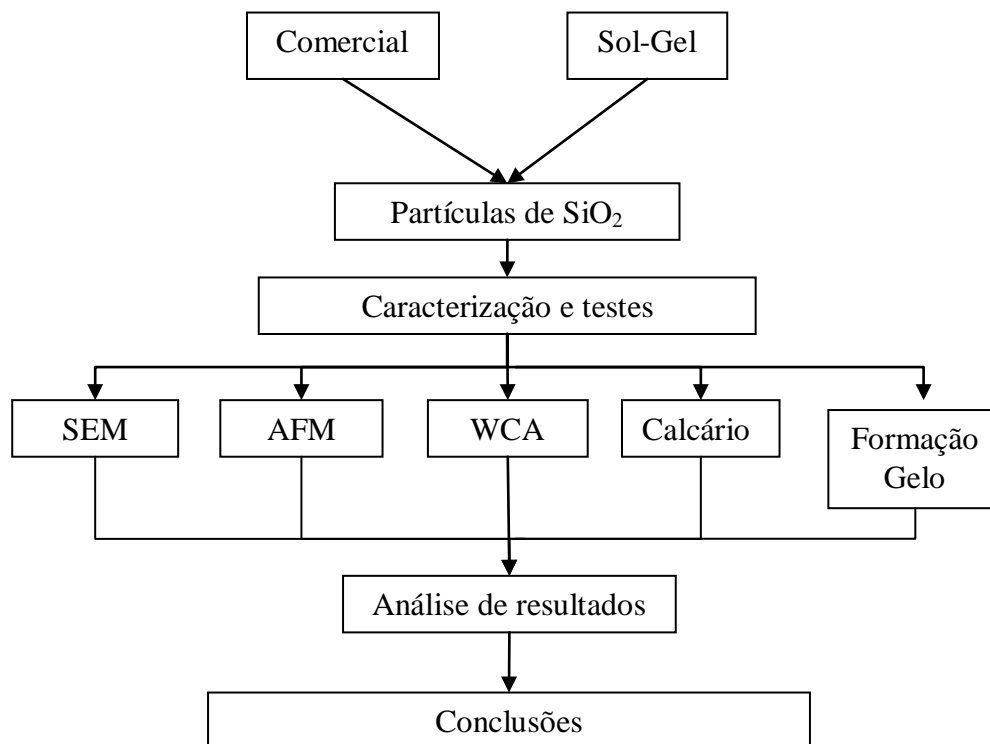 Comercial
Sol-Gel
Partículas de SiO₂
Caracterização e testes
SEM
AFM
WCA
Calcário
Formação
Gelo
Análise de resultados
Conclusões